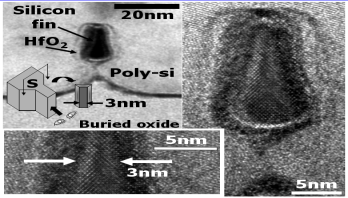 Silicon
fin
HfO2
20nm
Poly-si
S
3nm
Buried oxide
5nm
3nm
5nm